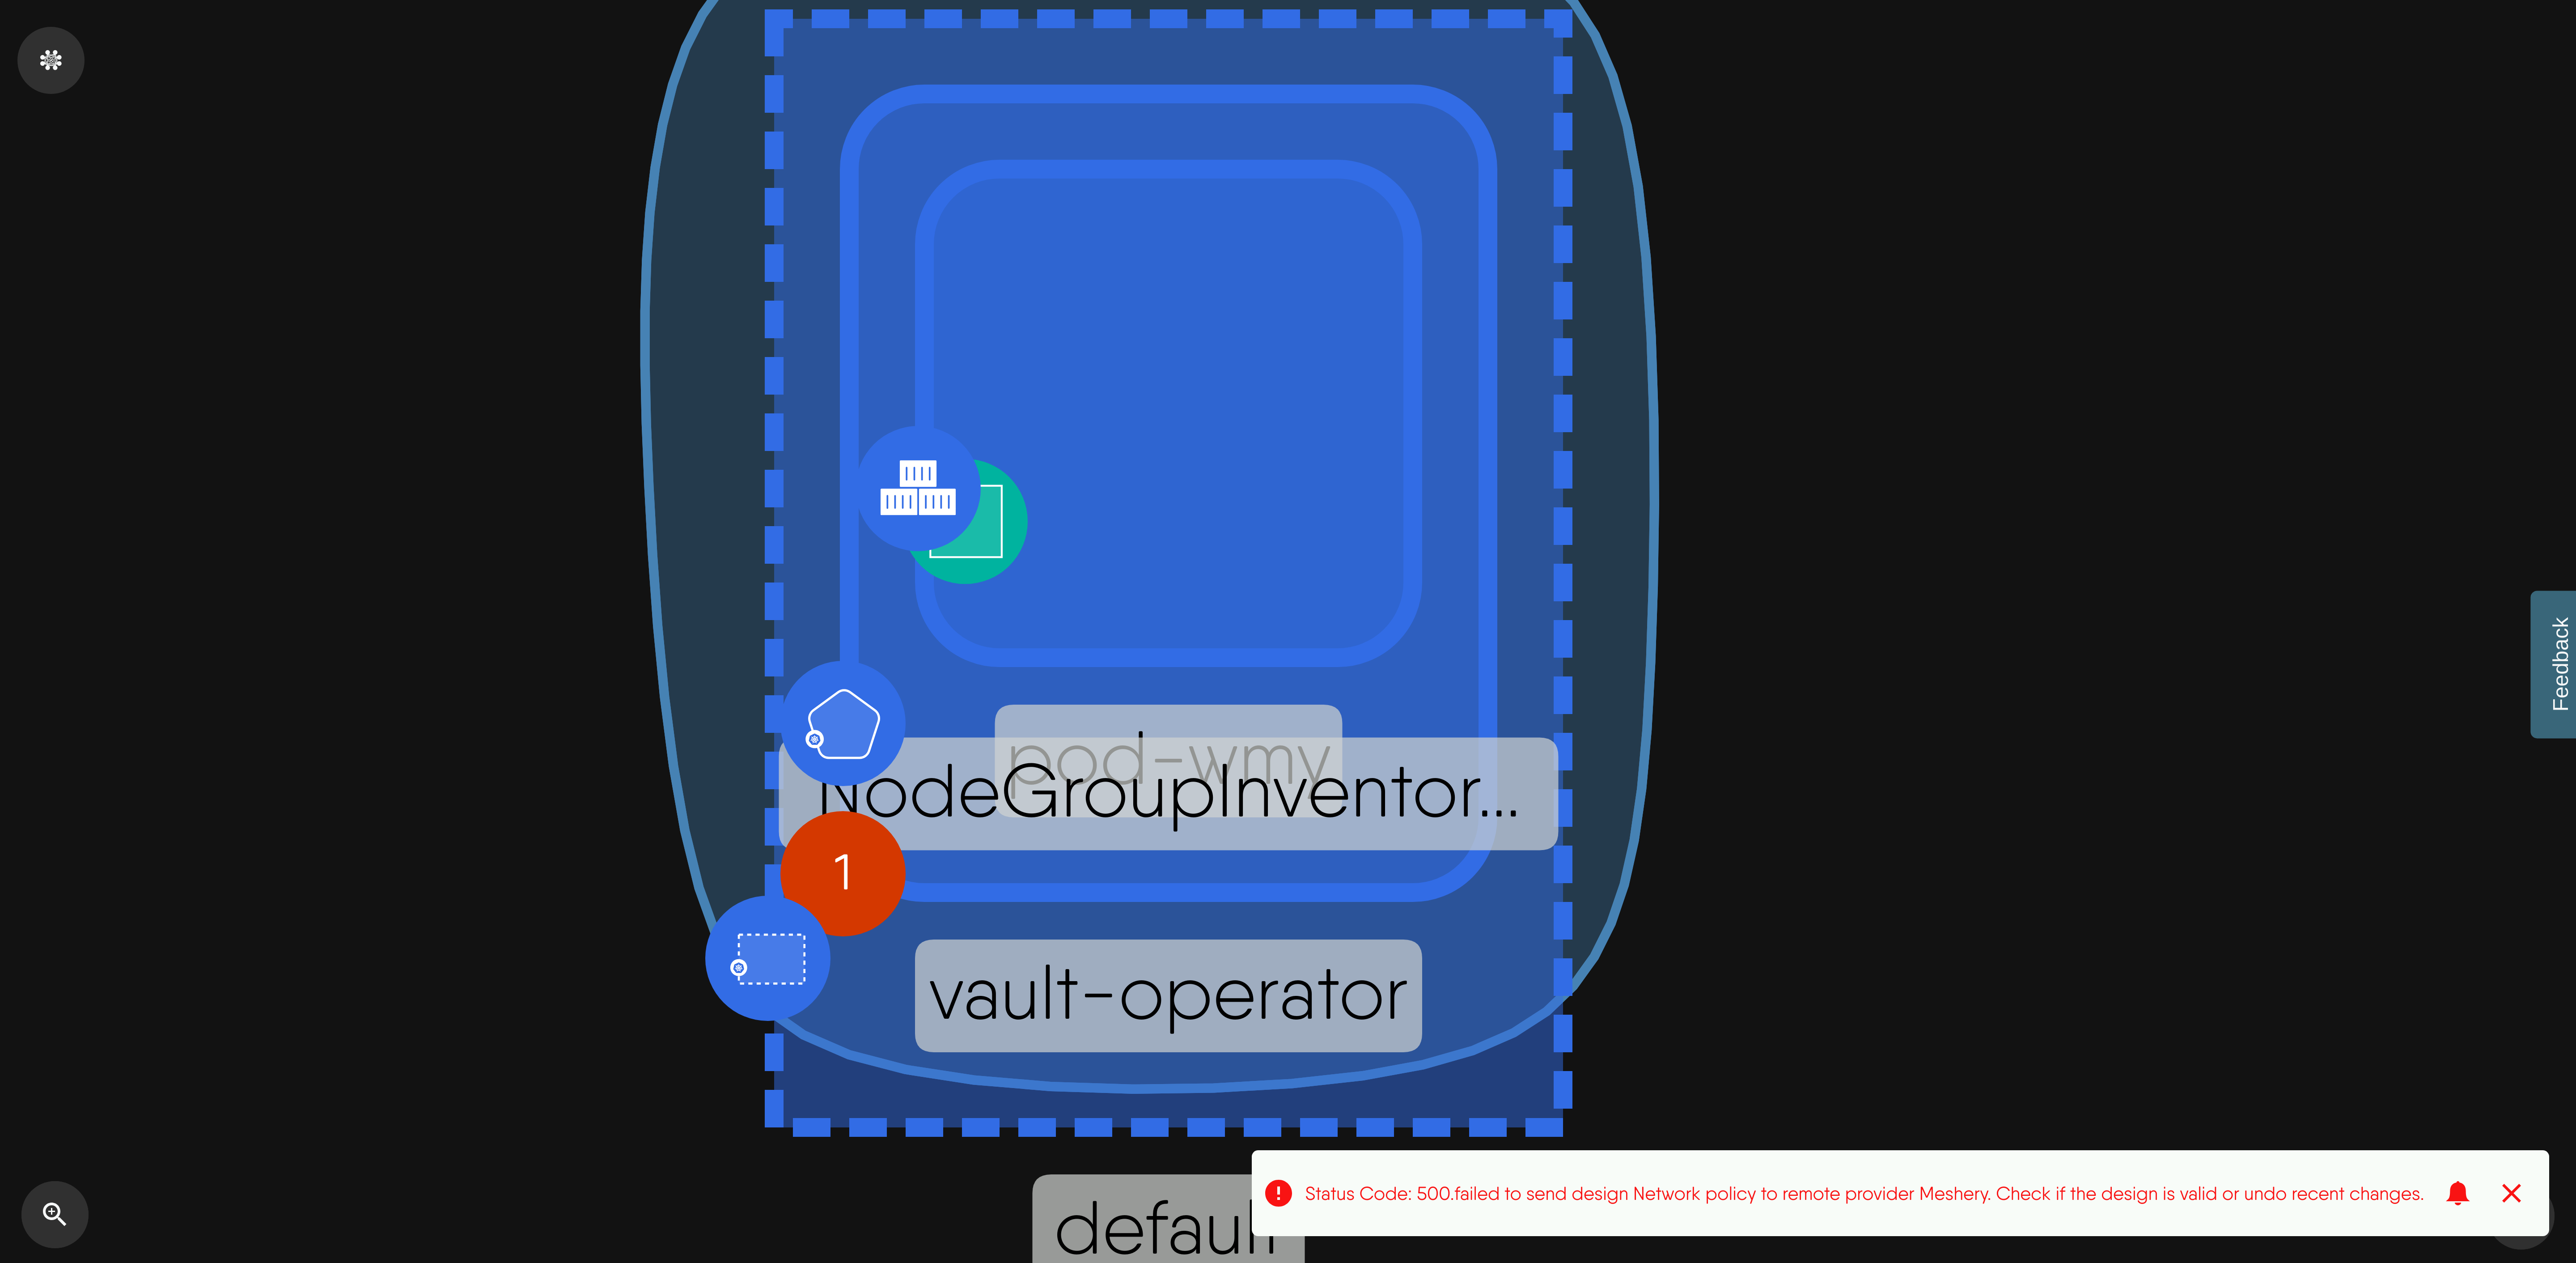 Feedback
pod-wmy
NodeGroupInventor...
1
vault-operator
default
Status Code: 500.failed to send design Network policy to remote provider Meshery. Check if the design is valid or undo recent changes.